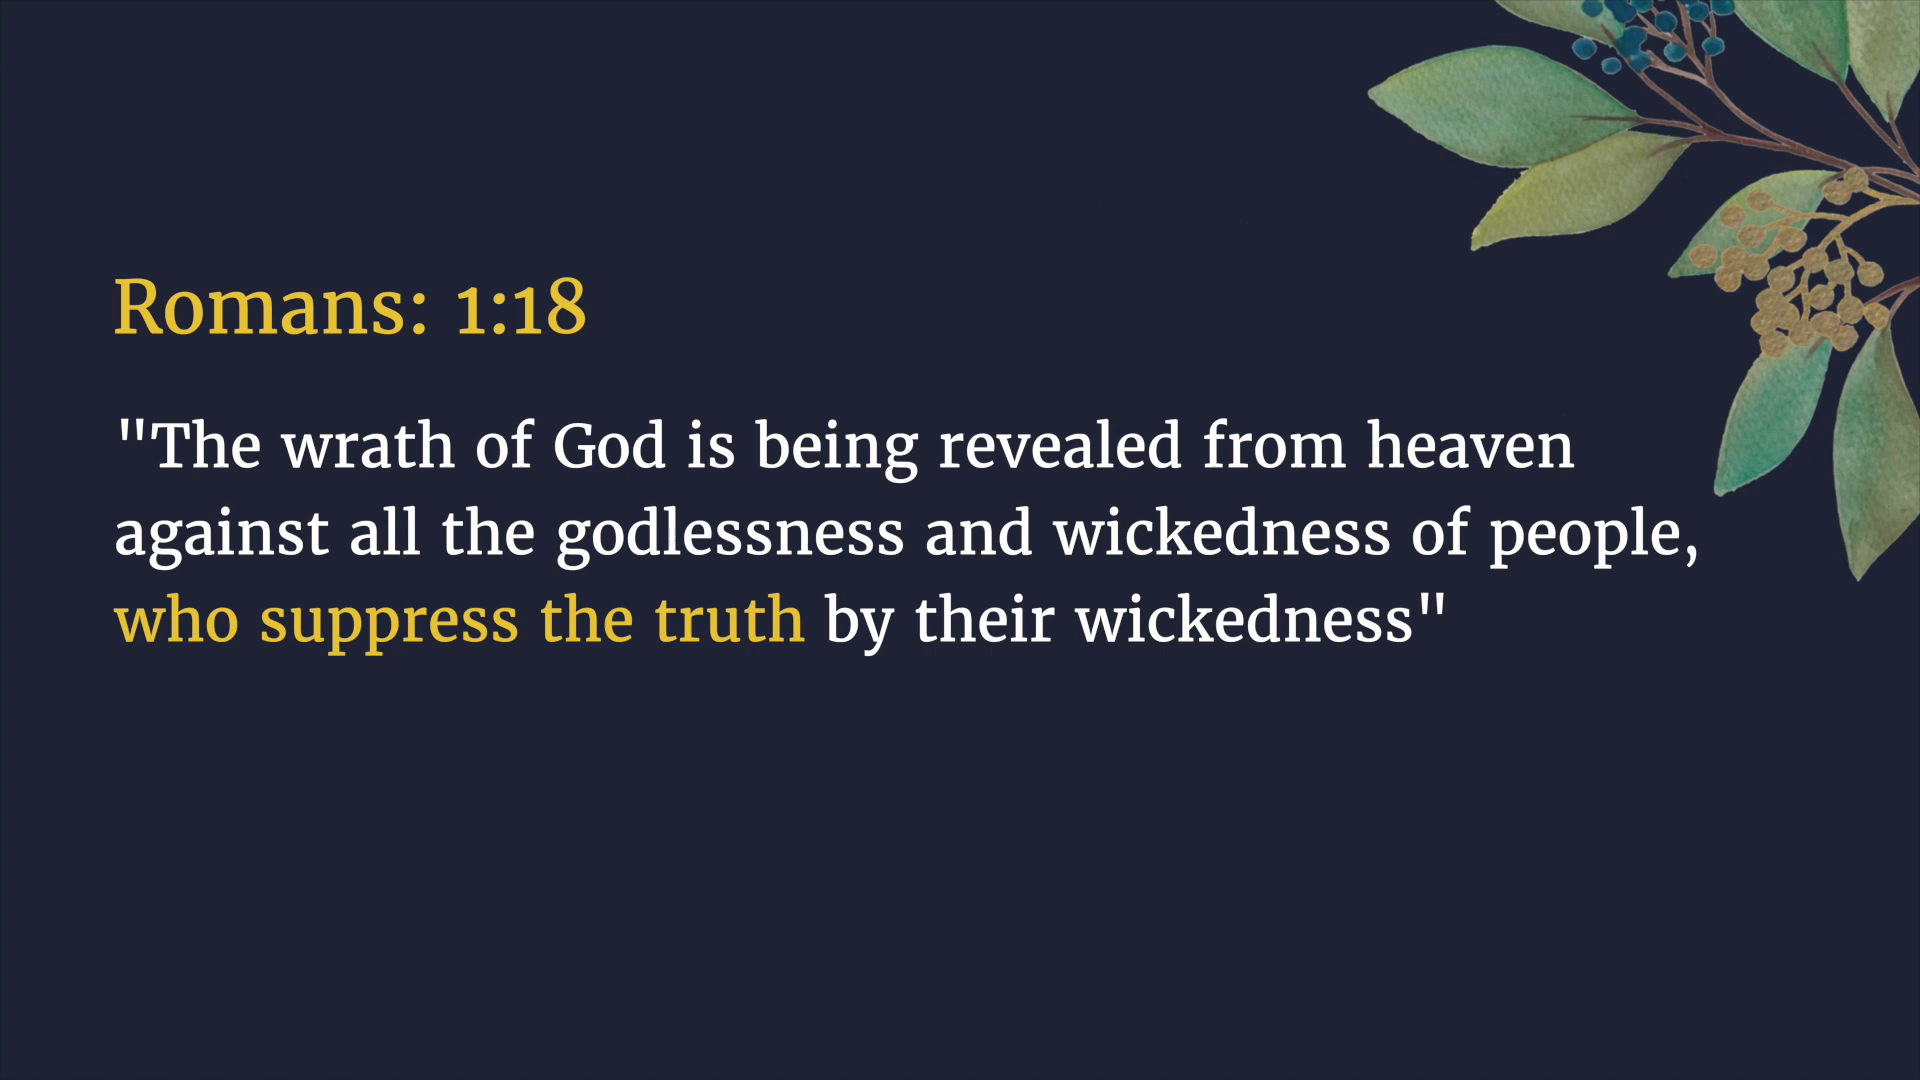 Romans: 1:18
"The wrath of God is being revealed from heaven
against all the godlessness and wickedness of people,
who suppress the truth by their wickedness"